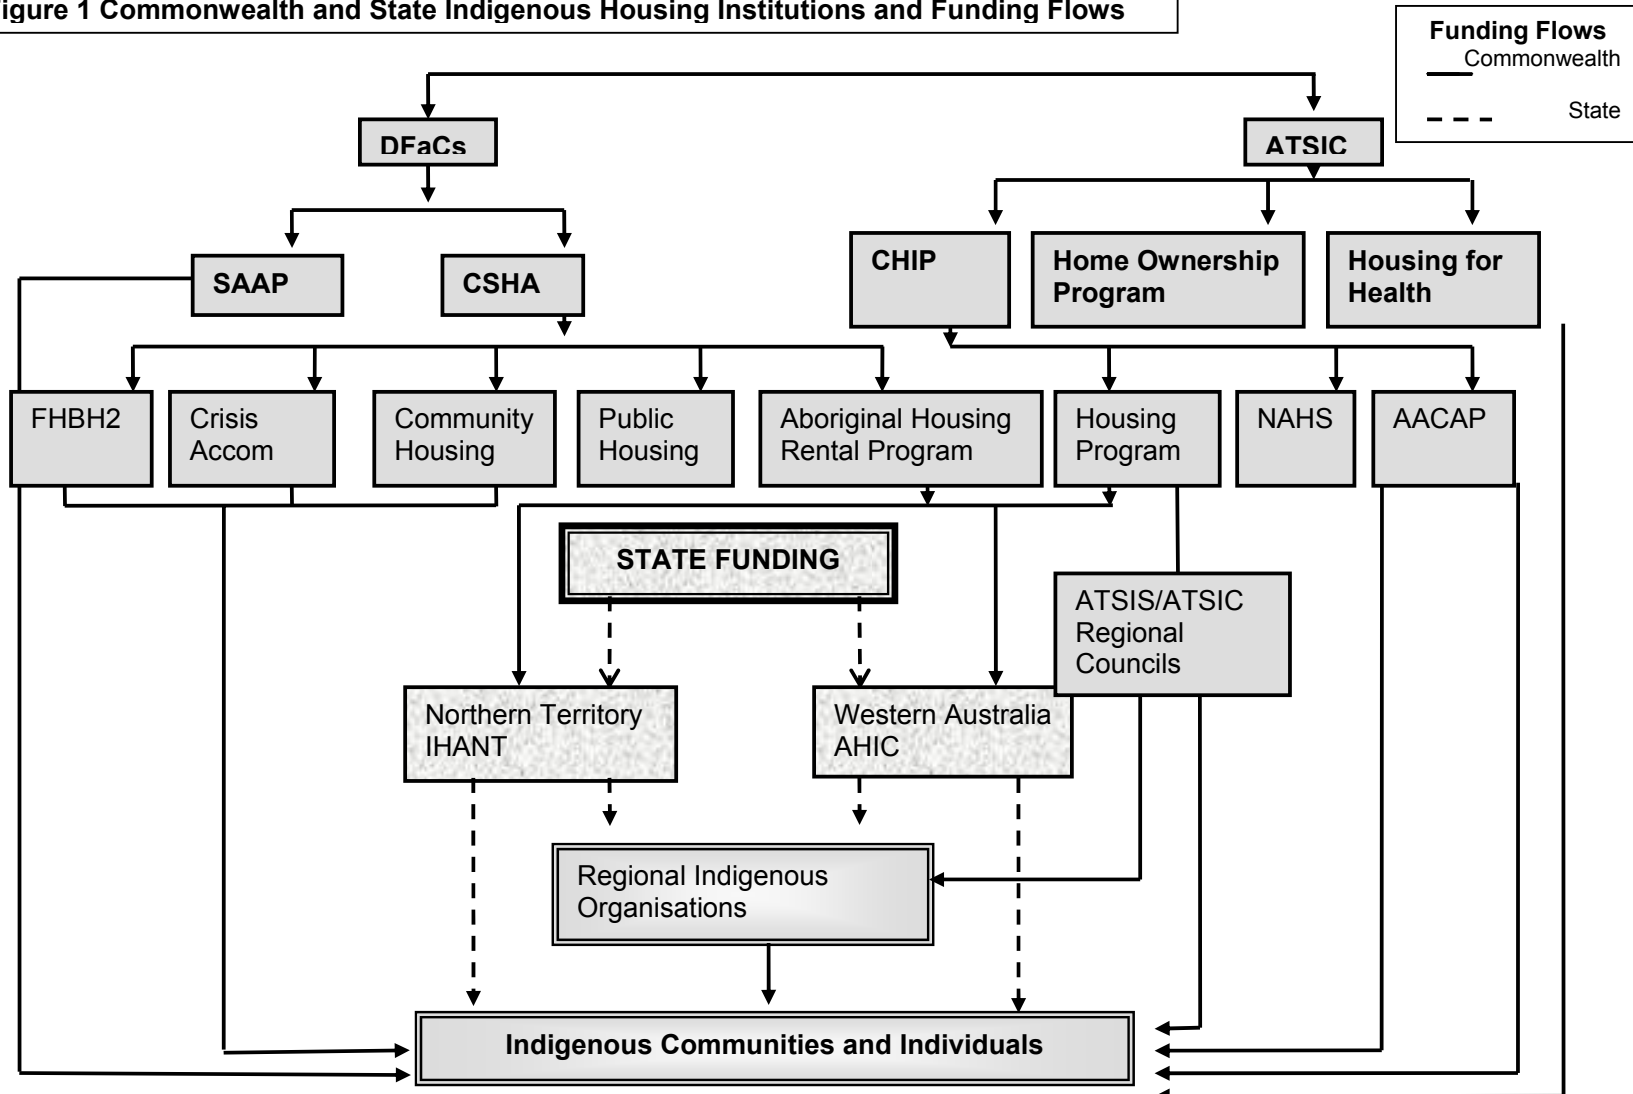 igure 1 Commonwealth and State Indigenous Housing Institutions and Funding Flows
Funding Flows
Commonwealth
State
DFaCs
ATSIC
SAAP
CSHA
CHIP
Home Ownership
Program
Housing for
Health
FHBH2
Crisis
Accom
Community
Housing
Public
Housing
Aboriginal Housing
Rental Program
Housing
Program
NAHS
AACAP
STATE FUNDING
ATSIS/ATSIC
Regional
Councils
Northern Territory
IHANT
Western Australia
AHIC
Regional Indigenous
Organisations
Indigenous Communities and Individuals